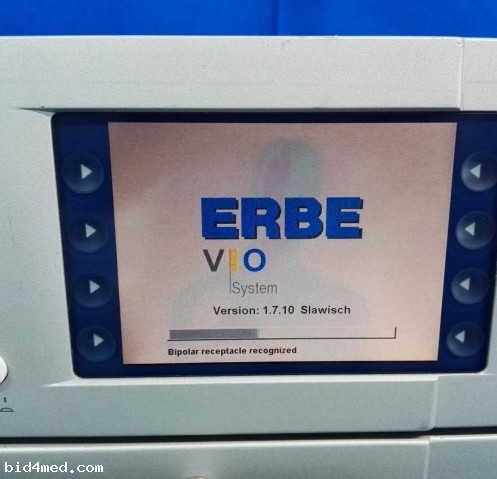 ERBE
VIO
System
Version: 1.7.10 Slawisch
Bipolar receptacle recognized
bid4med.com